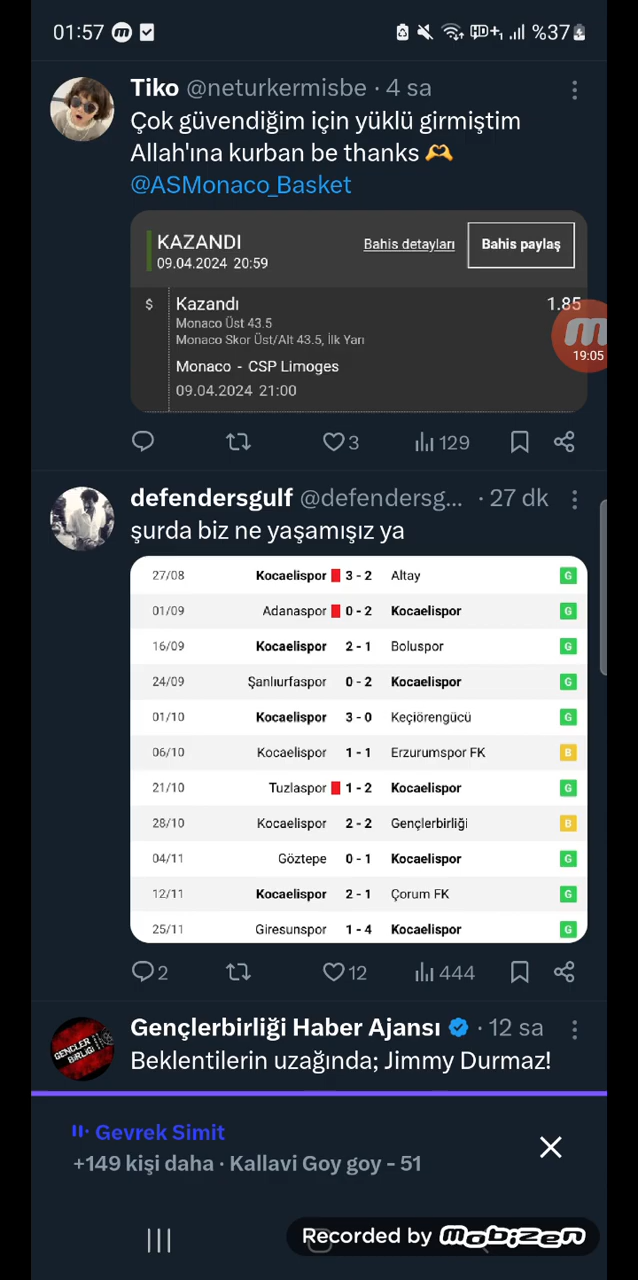 01:57
%37
Tiko @neturkermisbe · 4 sa
Çok güvendiğim için yüklü girmiştim
Allah'ına kurban be thanks 🫶
@ASMonaco_Basket
KAZANDI
09.04.2024 20:59
Bahis detayları
Bahis paylaş
$ Kazandı 1.85
Monaco Üst 43.5
Monaco Skor Üst/Alt 43.5, İlk Yarı
Monaco - CSP Limoges
09.04.2024 21:00
19:05
3 129
defendersgulf @defendersg... · 27 dk
şurda biz ne yaşamışız ya
27/08 Kocaelispor 3 - 2 Altay G
01/09 Adanaspor 0 - 2 Kocaelispor G
16/09 Kocaelispor 2 - 1 Boluspor G
24/09 Şanlıurfaspor 0 - 2 Kocaelispor G
01/10 Kocaelispor 3 - 0 Keçiörengücü G
06/10 Kocaelispor 1 - 1 Erzurumspor FK B
21/10 Tuzlaspor 1 - 2 Kocaelispor G
28/10 Kocaelispor 2 - 2 Gençlerbirliği B
04/11 Göztepe 0 - 1 Kocaelispor G
12/11 Kocaelispor 2 - 1 Çorum FK G
25/11 Giresunspor 1 - 4 Kocaelispor G
2 12 444
GENÇLER BİRLİĞİ
Gençlerbirliği Haber Ajansı · 12 sa
Beklentilerin uzağında; Jimmy Durmaz!
Gevrek Simit
+149 kişi daha · Kallavi Goy goy - 51
Recorded by mobizen